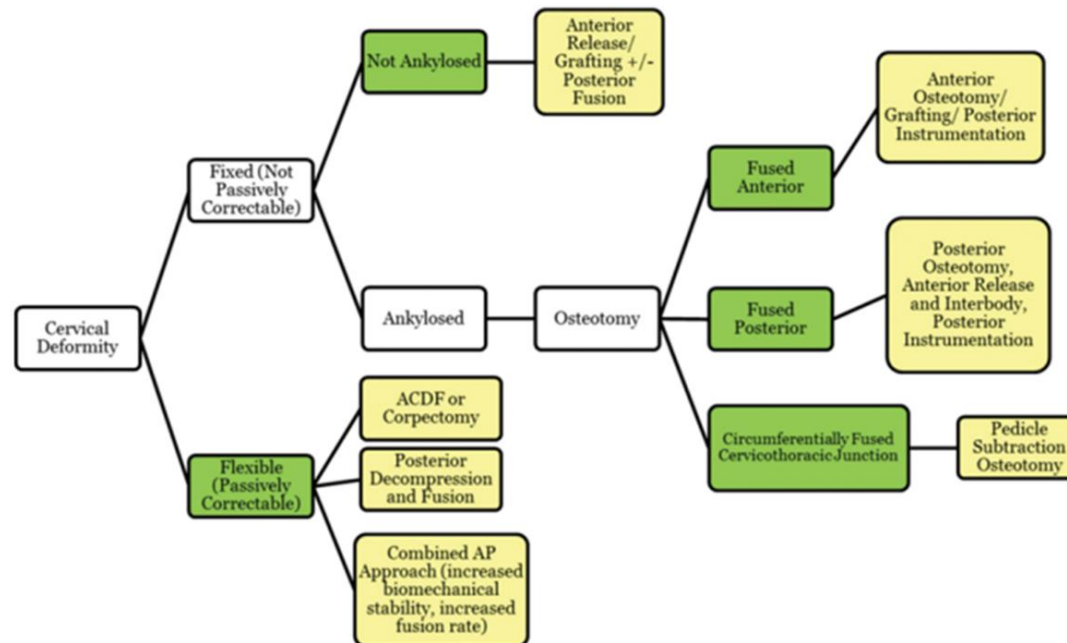 Cervical
Deformity
Fixed (Not
Passively
Correctable)
Not Ankylosed
Anterior
Release/
Grafting +/-
Posterior
Fusion
Ankylosed
Osteotomy
Fused
Anterior
Anterior
Osteotomy/
Grafting/ Posterior
Instrumentation
Fused
Posterior
Posterior
Osteotomy,
Anterior Release
and Interbody,
Posterior
Instrumentation
Circumferentially Fused
Cervicothoracic Junction
Pedicle
Subtraction
Osteotomy
Flexible
(Passively
Correctable)
ACDF or
Corpectomy
Posterior
Decompression
and Fusion
Combined AP
Approach (increased
biomechanical
stability, increased
fusion rate)